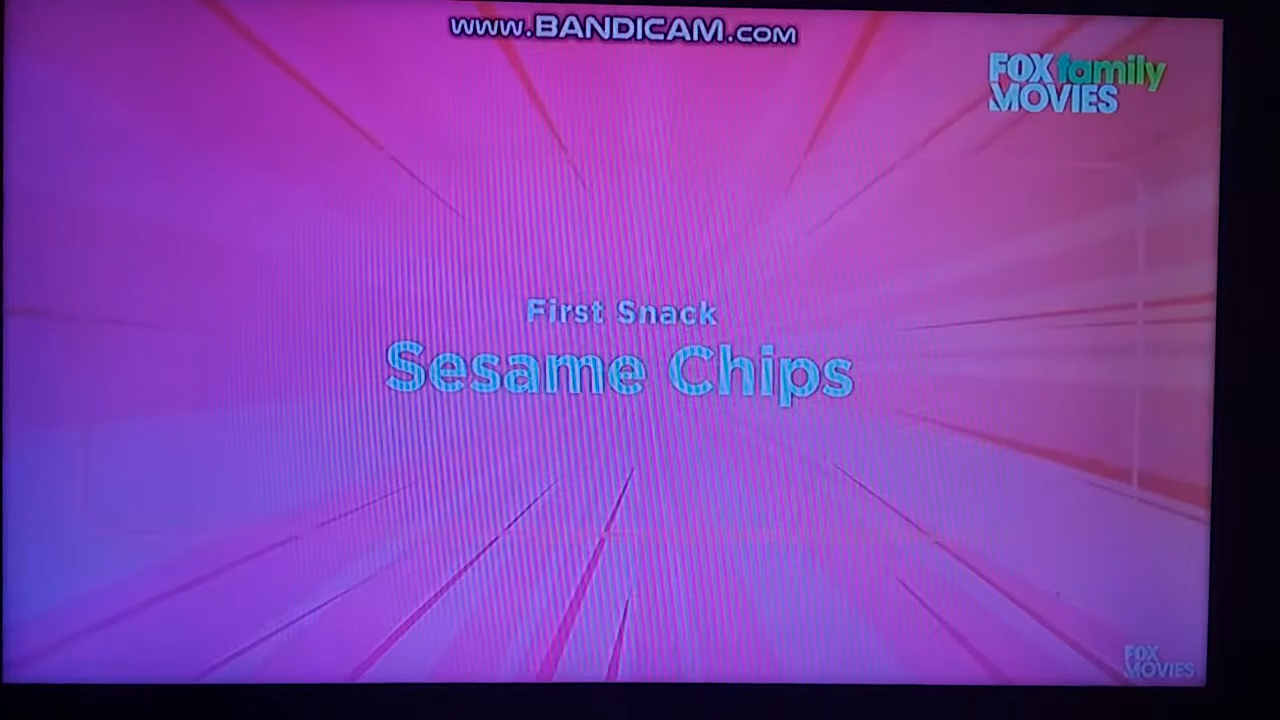 www.BANDICAM.com
FOX family
MOVIES
First Snack
Sesame Chips
FOX
MOVIES